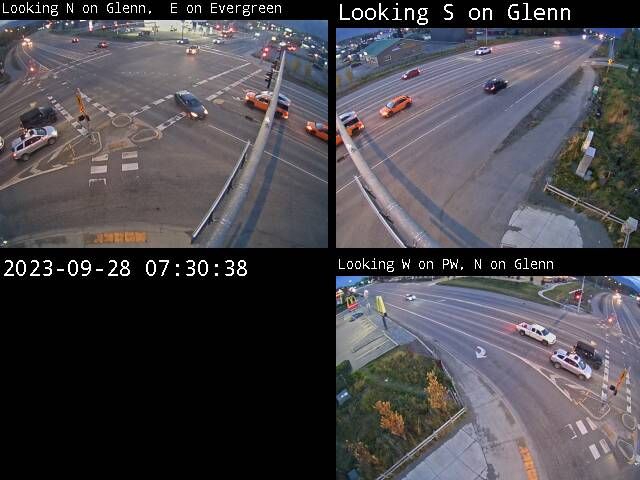 Looking N on Glenn,  E on Evergreen
Looking S on Glenn
2023-09-28 07:30:38
Looking W on PW, N on Glenn